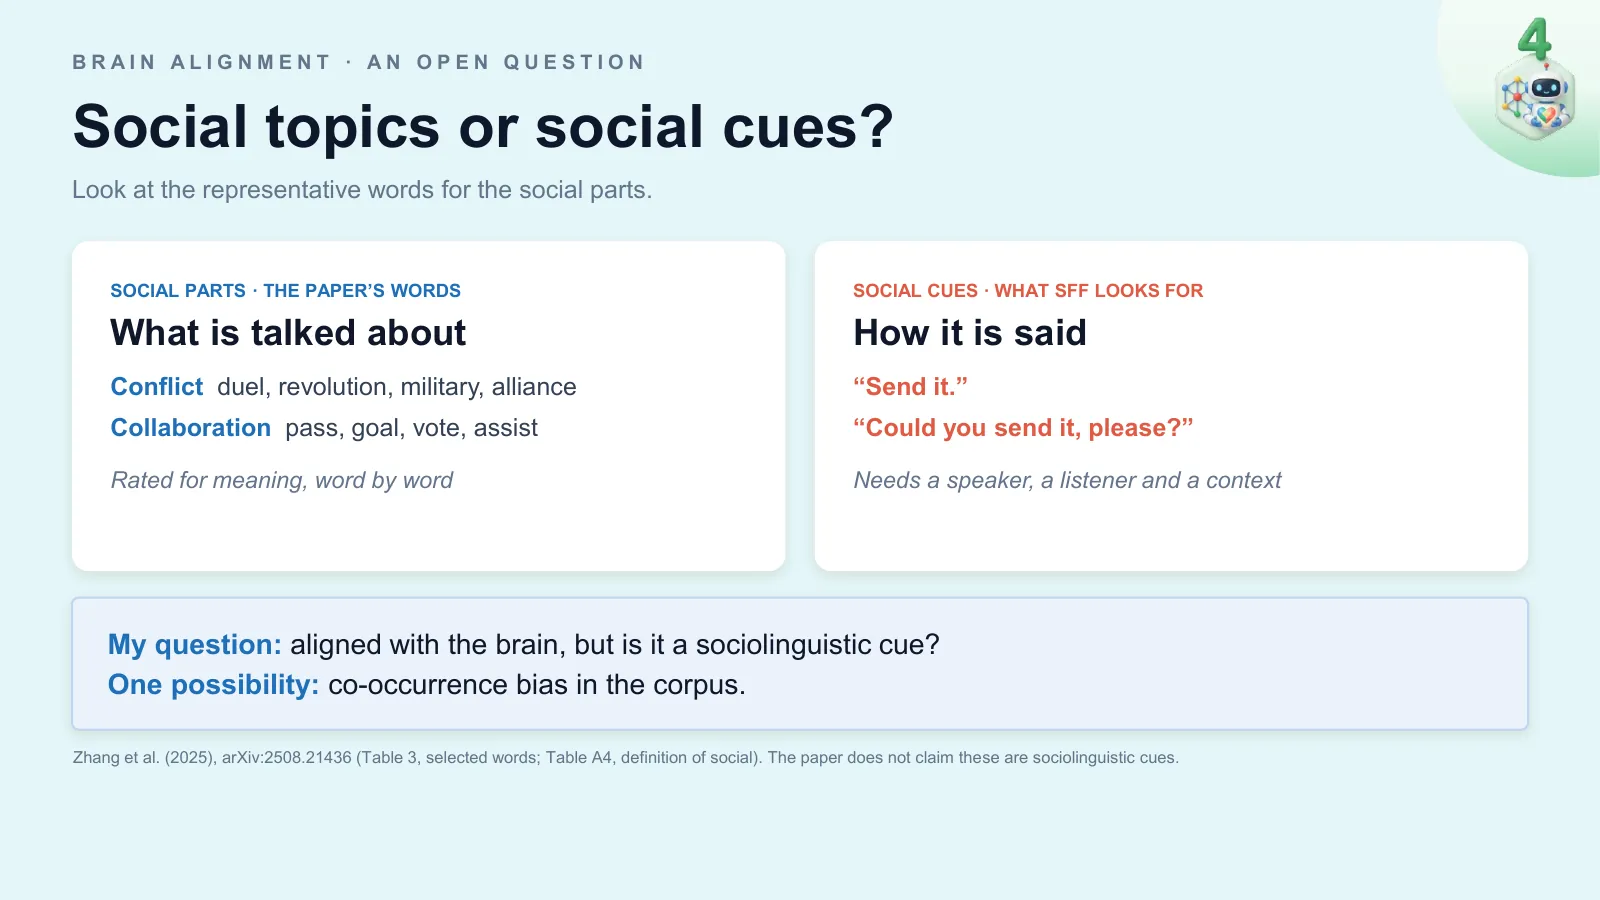 BRAIN ALIGNMENT · AN OPEN QUESTION
4
Social topics or social cues?
Look at the representative words for the social parts.
SOCIAL PARTS · THE PAPER’S WORDS
What is talked about
Conflict duel, revolution, military, alliance
Collaboration pass, goal, vote, assist
Rated for meaning, word by word
SOCIAL CUES · WHAT SFF LOOKS FOR
How it is said
“Send it.”
“Could you send it, please?”
Needs a speaker, a listener and a context
My question: aligned with the brain, but is it a sociolinguistic cue?
One possibility: co-occurrence bias in the corpus.
Zhang et al. (2025), arXiv:2508.21436 (Table 3, selected words; Table A4, definition of social). The paper does not claim these are sociolinguistic cues.